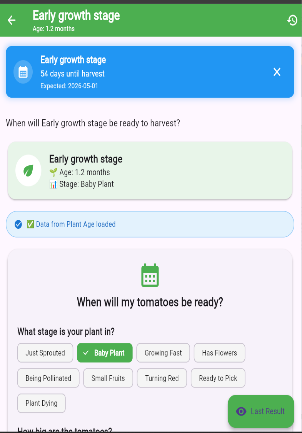 Early growth stage
Age: 1.2 months
Early growth stage
54 days until harvest
Expected: 2026-05-01
X
When will Early growth stage be ready to harvest?
Early growth stage
🌱 Age: 1.2 months
📊 Stage: Baby Plant
✅ Data from Plant Age loaded
When will my tomatoes be ready?
What stage is your plant in?
Just Sprouted
✓ Baby Plant
Growing Fast
Has Flowers
Being Pollinated
Small Fruits
Turning Red
Ready to Pick
Plant Dying
Last Result
How big are the tomatoes?